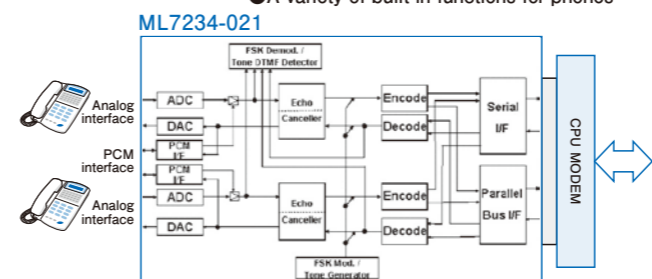 ●A variety of built-in functions for phones
ML7234-021
FSK Demod. /
Tone DTMF Detector
Analog
interface
ADC
DAC
Echo
Canceller
Encode
Decode
Serial
I/F
PCM
interface
PCM
I/F
PCM
I/F
Analog
interface
ADC
DAC
Echo
Canceller
Encode
Decode
Parallel
Bus I/F
FSK Mod. /
Tone Generator
CPU MODEM